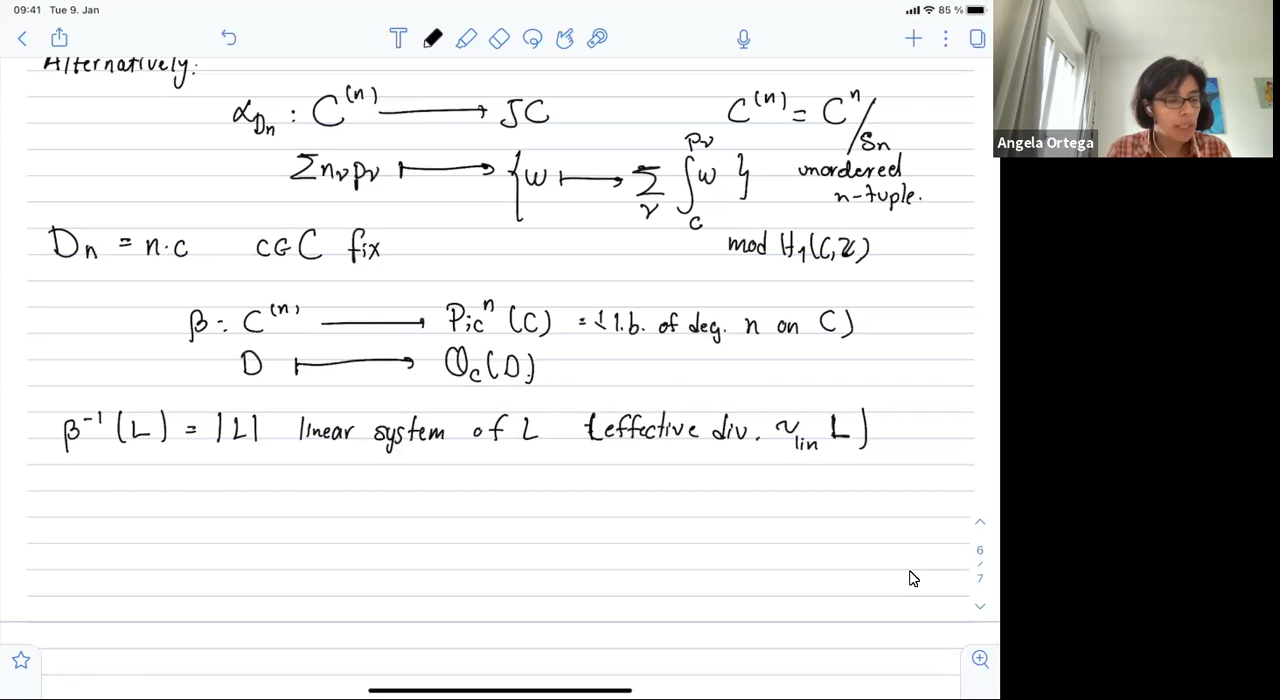 09:41 Tue 9. Jan 85 %
Alternatively:
α_{D_n} : C^{(n)} ⟶ JC C^{(n)} = C^n / S_n
Σ n_ν p_ν ⟼ { ω ⟼ Σ_ν ∫_c^{p_ν} ω } unordered
n-tuple.
D_n = n·c c∈C fix mod H_1(C,ℤ)
β : C^{(n)} ⟶ Pic^n (C) = { l.b. of deg. n on C }
D ⟼ O_C(D)
β^{-1}(L) = |L| linear system of L {effective div. ~_{lin} L}
Angela Ortega
6
/
7